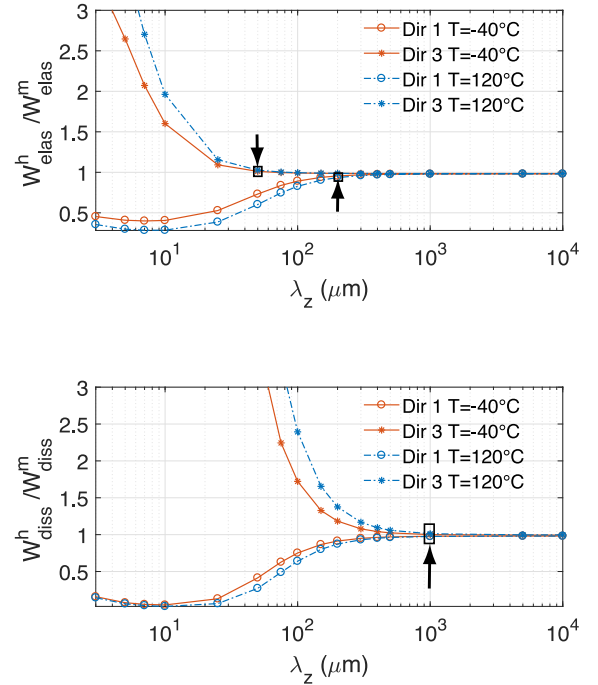 3
Dir 1 T=-40°C
2.5
Dir 3 T=-40°C
Dir 1 T=120°C
2
Dir 3 T=120°C
1.5
1
0.5
W^h_elas /W^m_elas
10^1 10^2 10^3 10^4
λ_z (μm)
3
Dir 1 T=-40°C
2.5
Dir 3 T=-40°C
Dir 1 T=120°C
2
Dir 3 T=120°C
1.5
1
0.5
W^h_diss /W^m_diss
10^1 10^2 10^3 10^4
λ_z (μm)